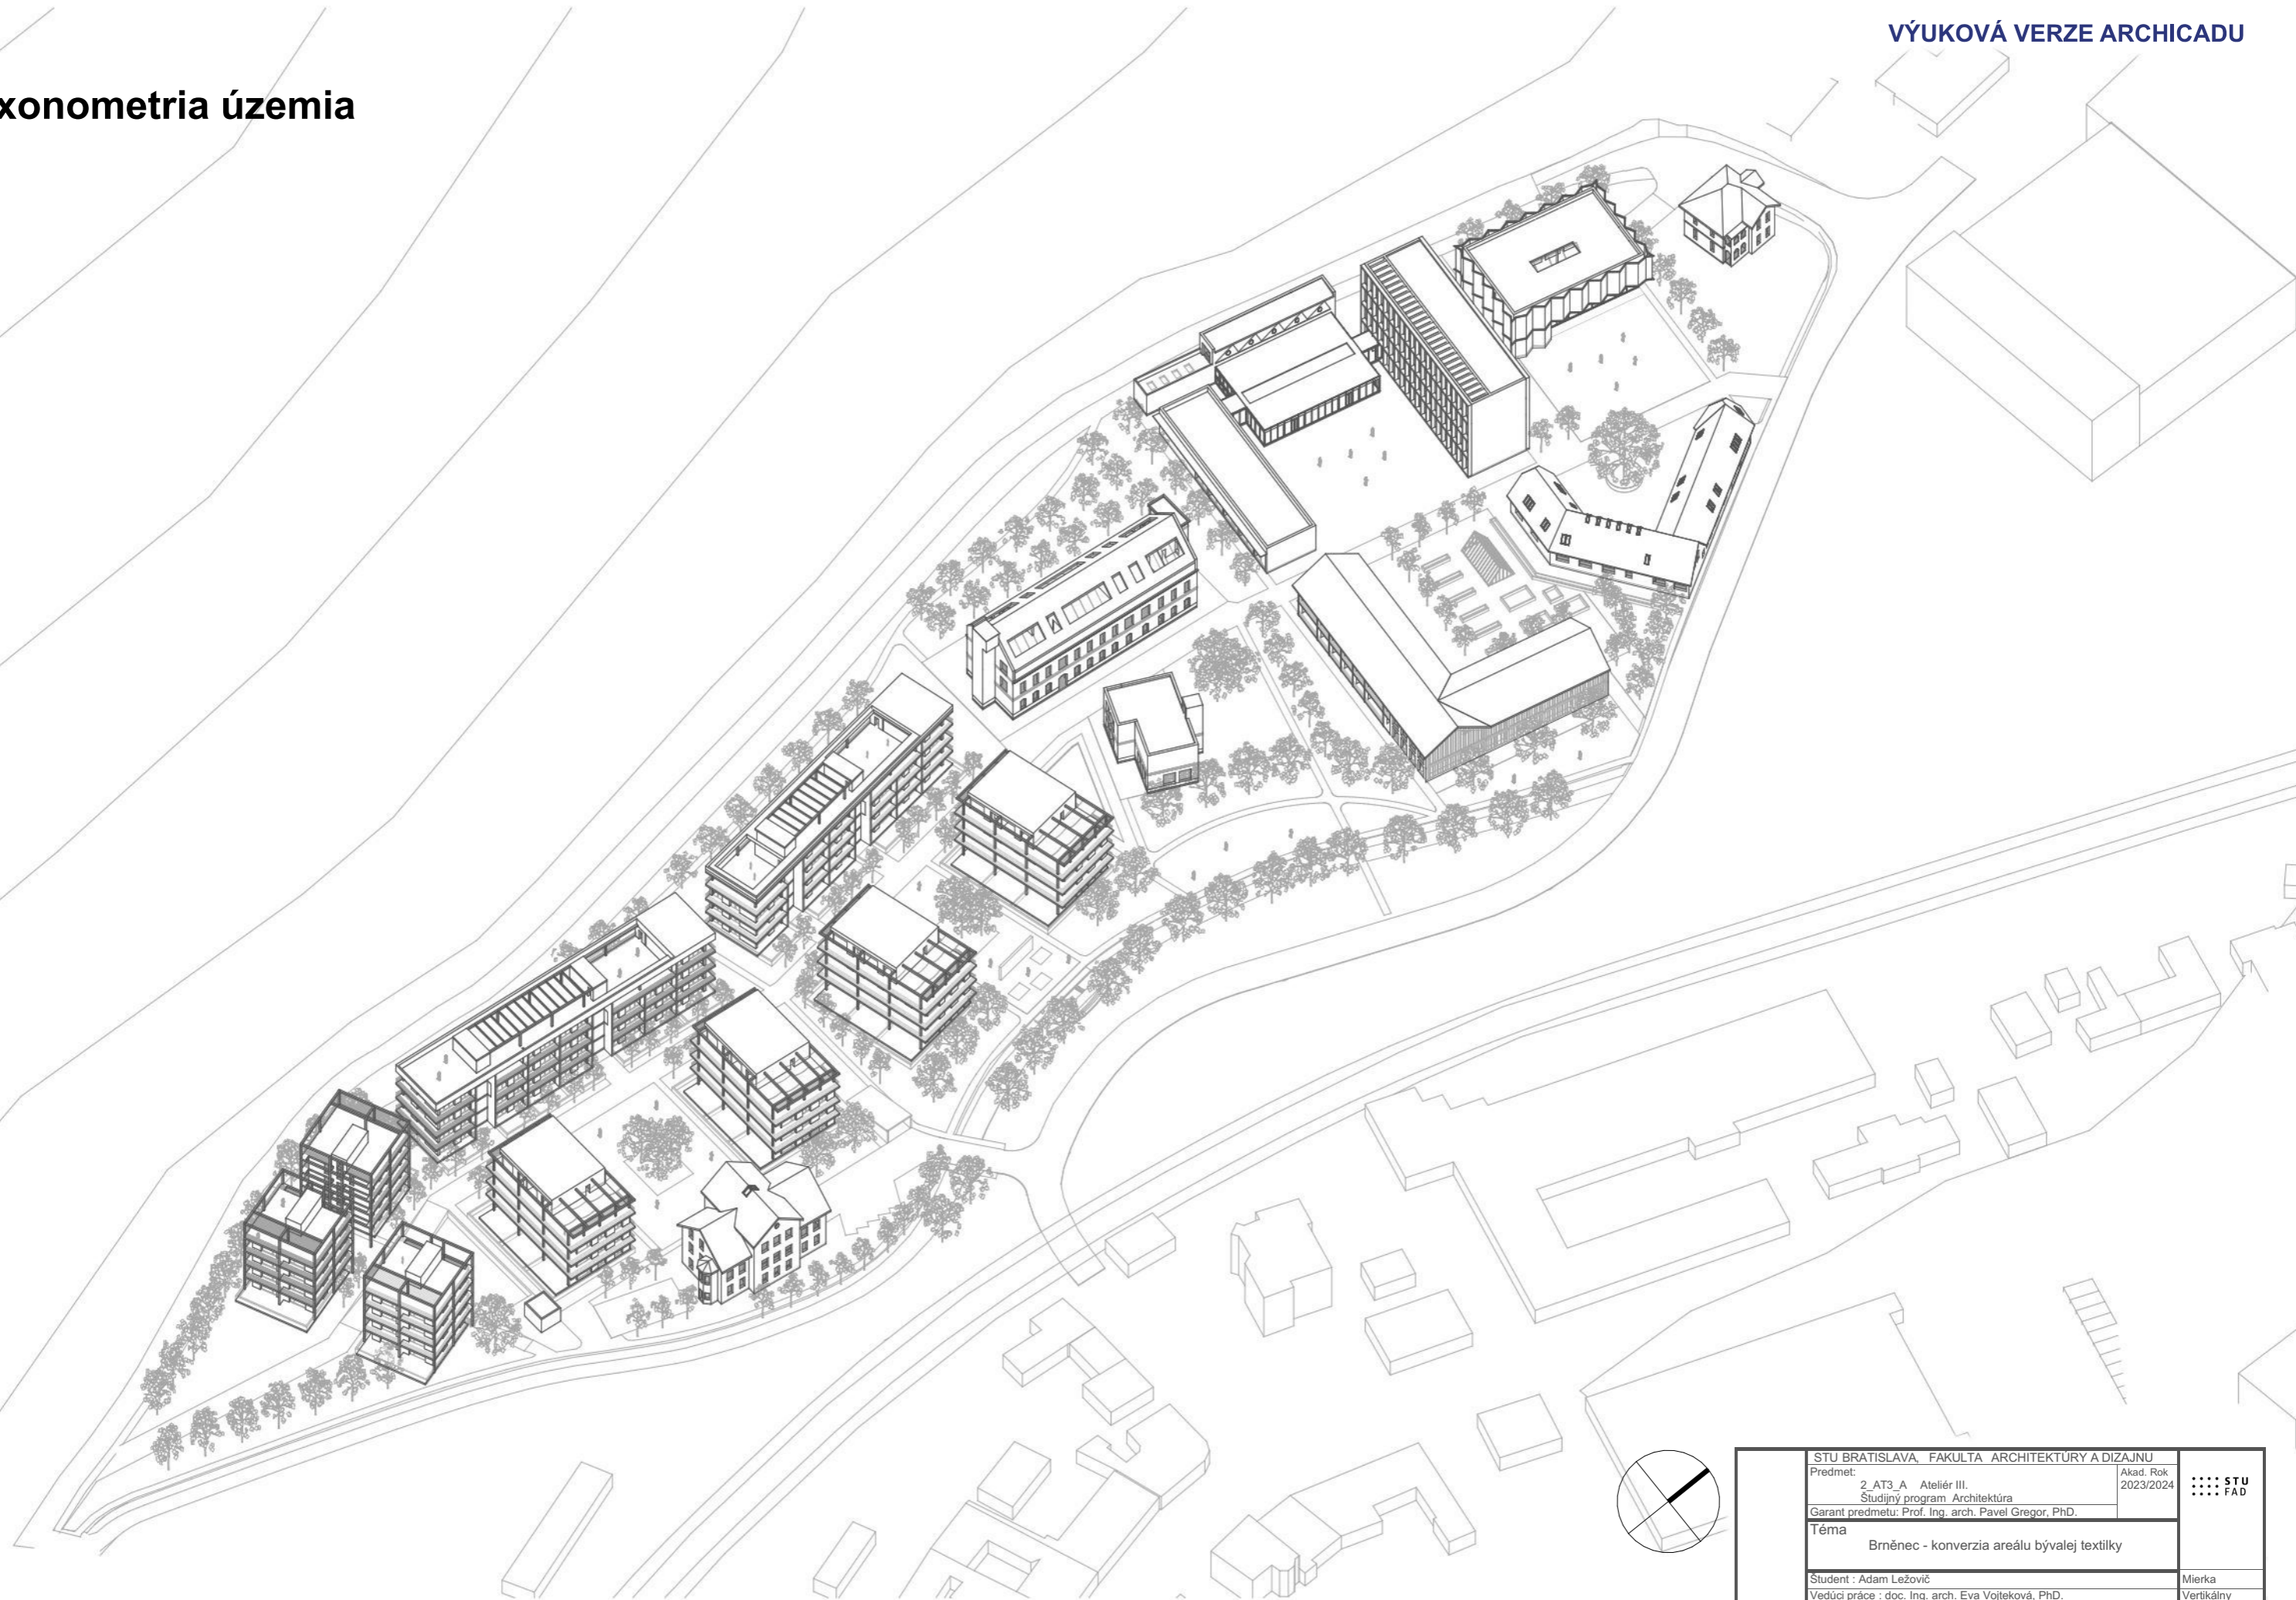 VÝUKOVÁ VERZE ARCHICADU
xonometria územia
STU BRATISLAVA, FAKULTA ARCHITEKTÚRY A DIZAJNU
Predmet:
2_AT3_A Ateliér III.
Študijný program Architektúra
Akad. Rok
2023/2024
STU
FAD
Garant predmetu: Prof. Ing. arch. Pavel Gregor, PhD.
Téma
Brněnec - konverzia areálu bývalej textilky
Študent : Adam Ležovič
Mierka
Vedúci práce : doc. Ing. arch. Eva Vojteková, PhD.
Vertikálny